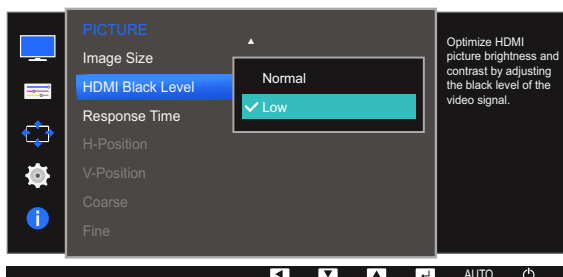 PICTURE
Image Size
HDMI Black Level
Response Time
H-Position
V-Position
Coarse
Fine
Normal
Low
Optimize HDMI
picture brightness and
contrast by adjusting
the black level of the
video signal.
AUTO